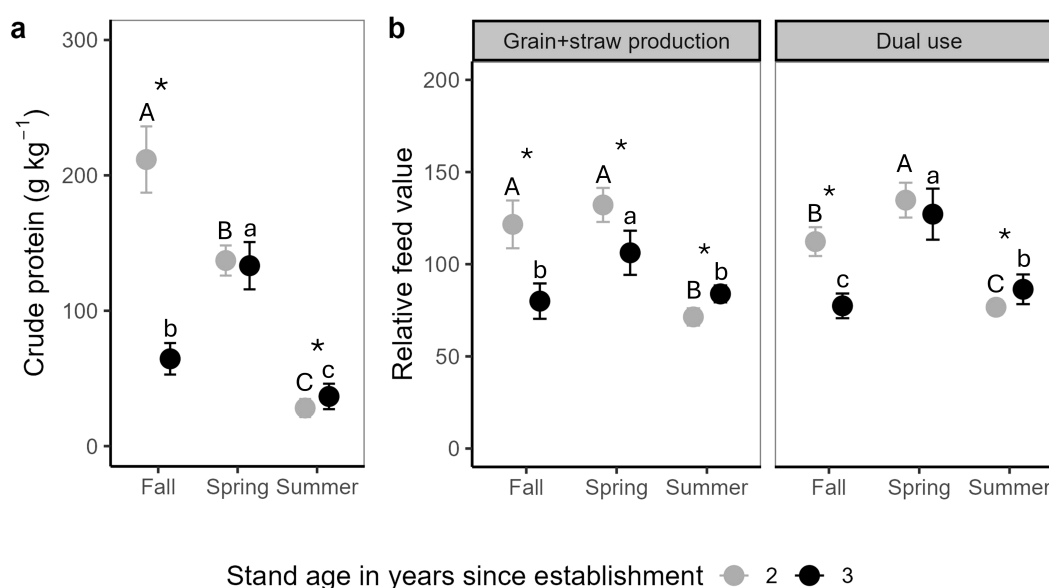 a
b
Grain+straw production
Dual use
Crude protein (g kg⁻¹)
300
200
100
0
A
*
b
B
a
C
*
c
Fall
Spring
Summer
Relative feed value
200
150
100
50
0
A
*
b
A
*
a
B
*
b
Fall
Spring
Summer
B
*
c
A
a
C
*
b
Fall
Spring
Summer
Stand age in years since establishment 2 3